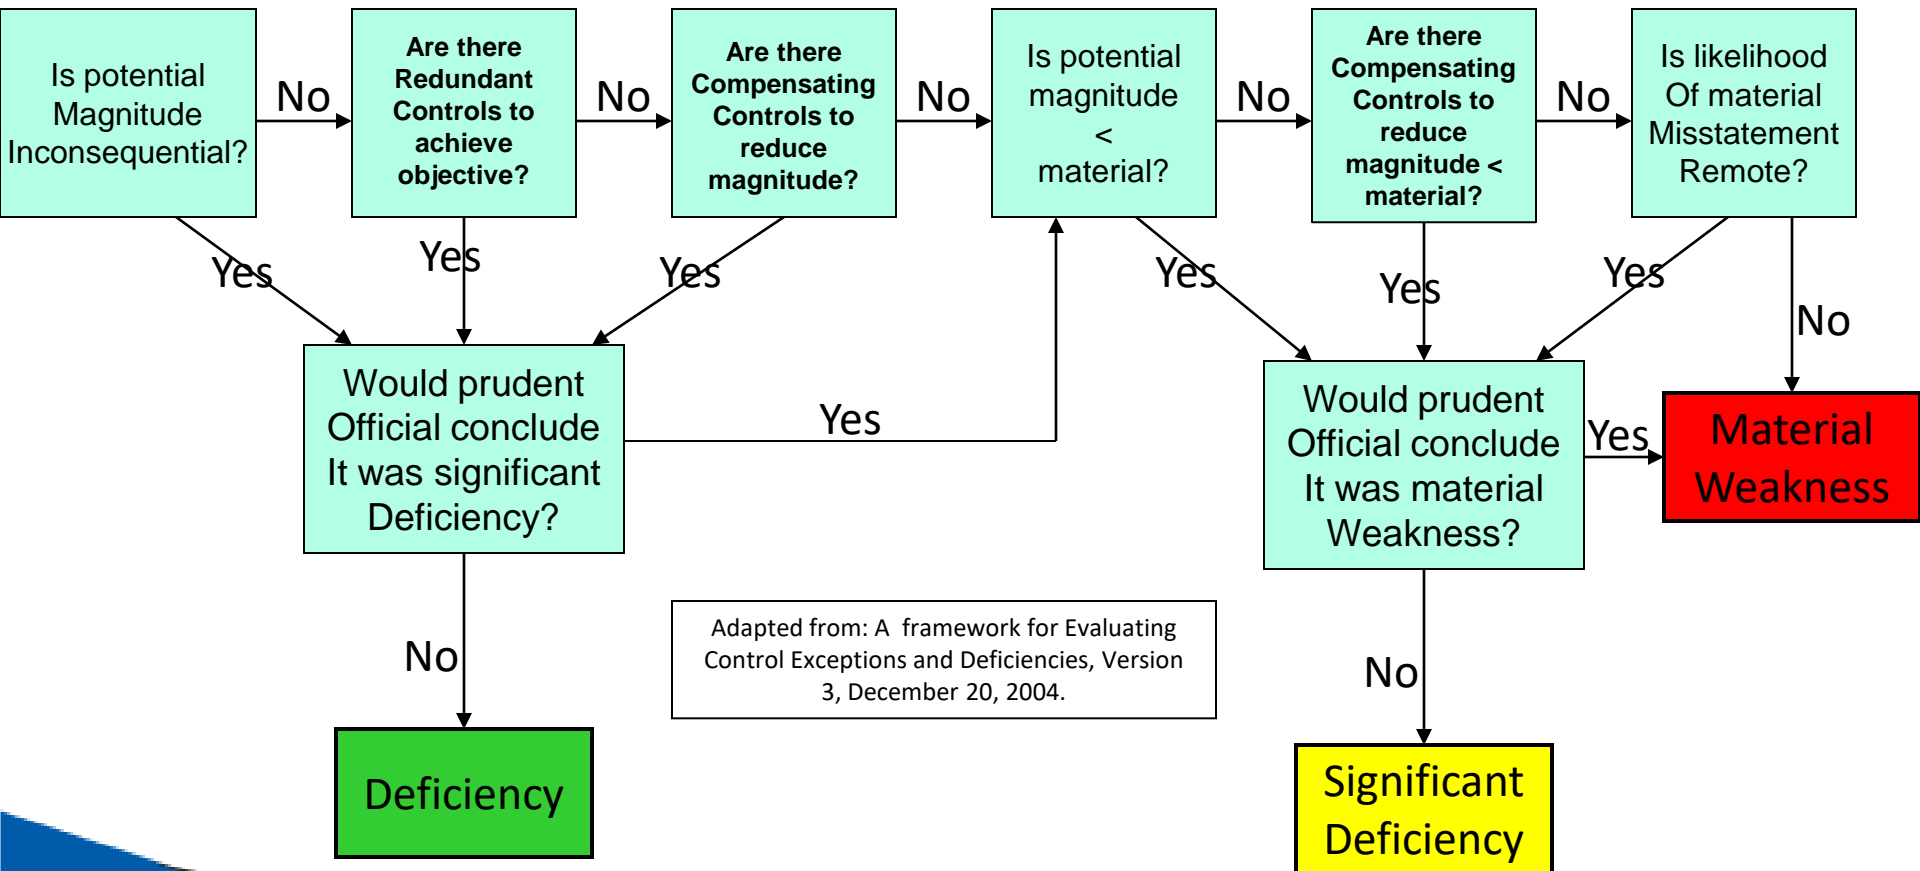 Is potential
Magnitude
Inconsequential?
No
Are there
Redundant
Controls to
achieve
objective?
No
Are there
Compensating
Controls to
reduce
magnitude?
No
Is potential
magnitude
<
material?
No
Are there
Compensating
Controls to
reduce
magnitude <
material?
No
Is likelihood
Of material
Misstatement
Remote?
Yes
Yes
Yes
Yes
Yes
Yes
No
Would prudent
Official conclude
It was significant
Deficiency?
Yes
Would prudent
Official conclude
It was material
Weakness?
Yes
Material
Weakness
No
Adapted from: A  framework for Evaluating
Control Exceptions and Deficiencies, Version
3, December 20, 2004.
No
Deficiency
Significant
Deficiency